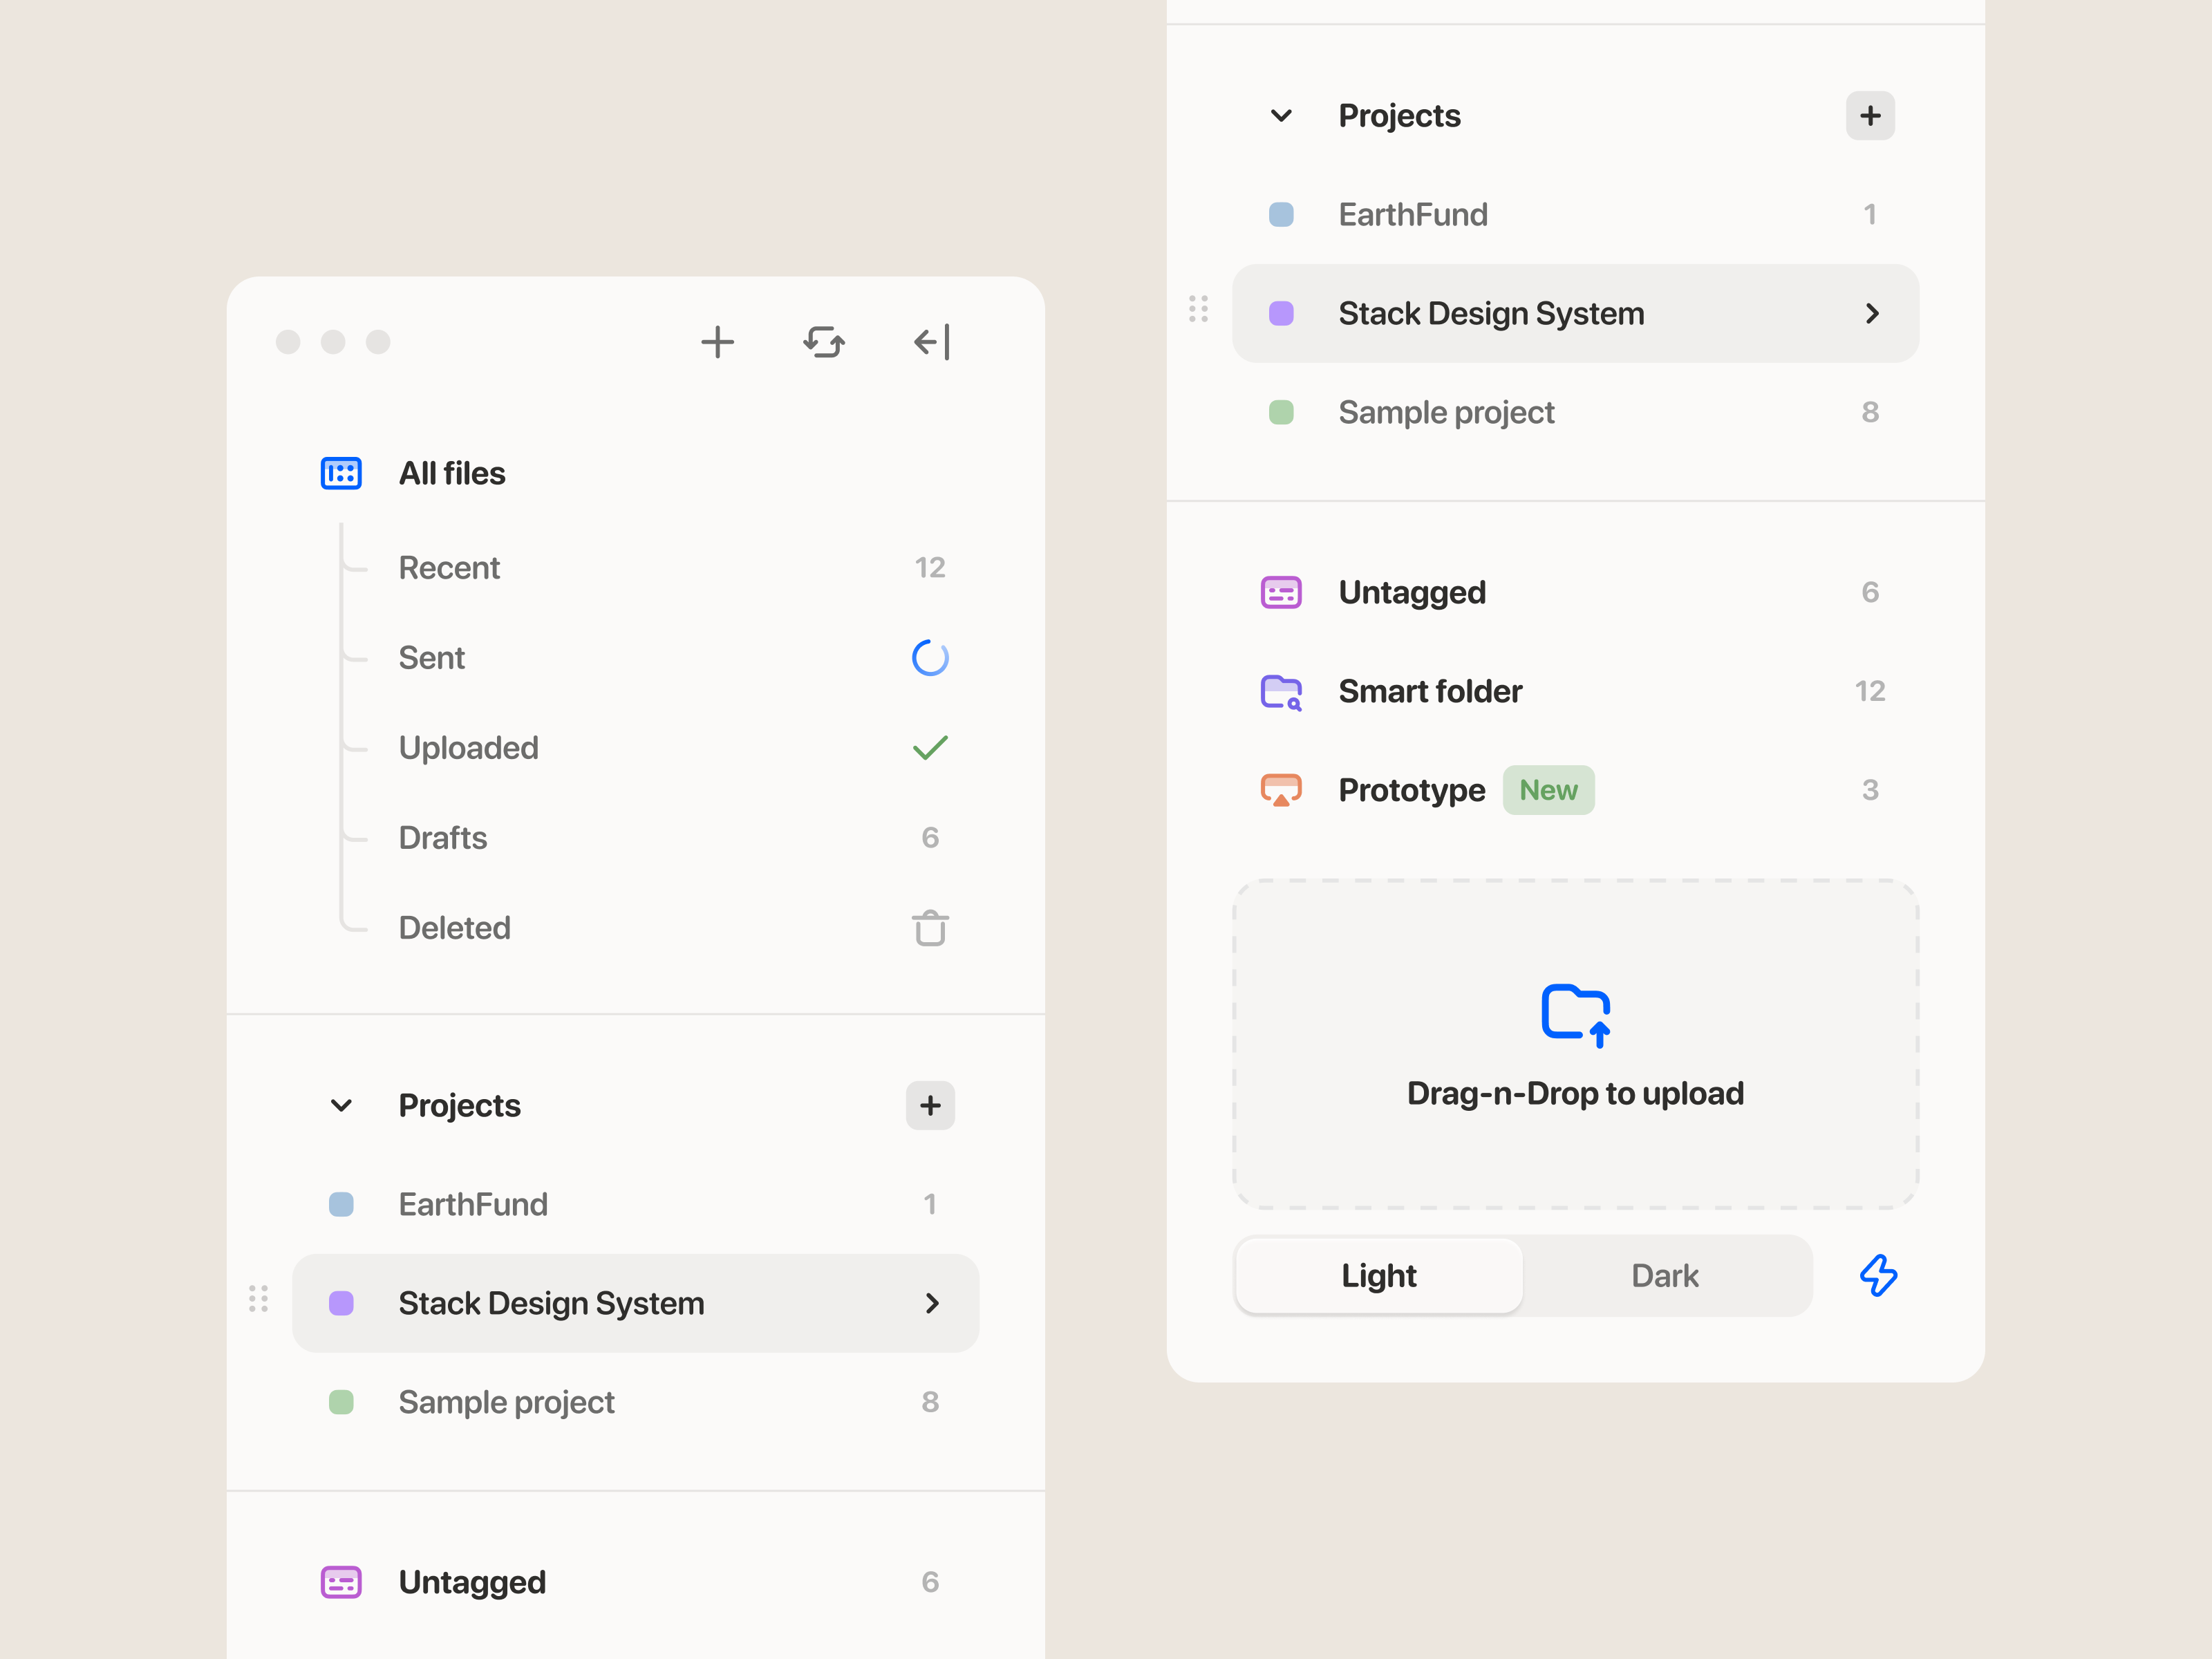 All files
Recent 12
Sent
Uploaded
Drafts 6
Deleted
Projects
EarthFund 1
Stack Design System
Sample project 8
Untagged 6
Projects
EarthFund 1
Stack Design System
Sample project 8
Untagged 6
Smart folder 12
Prototype New 3
Drag-n-Drop to upload
Light Dark